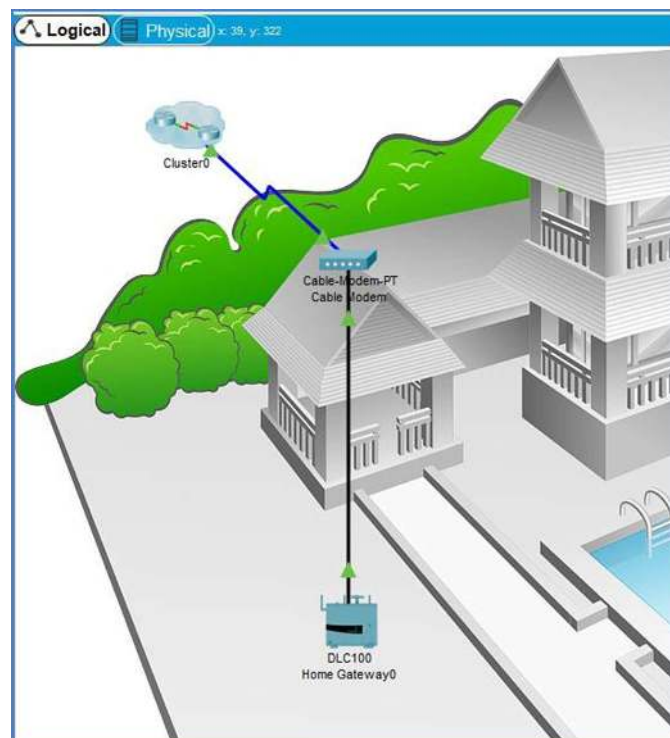 Logical
Physical
x: 39, y: 322
Cluster0
Cable-Modem-PT
Cable Modem
DLC100
Home Gateway0